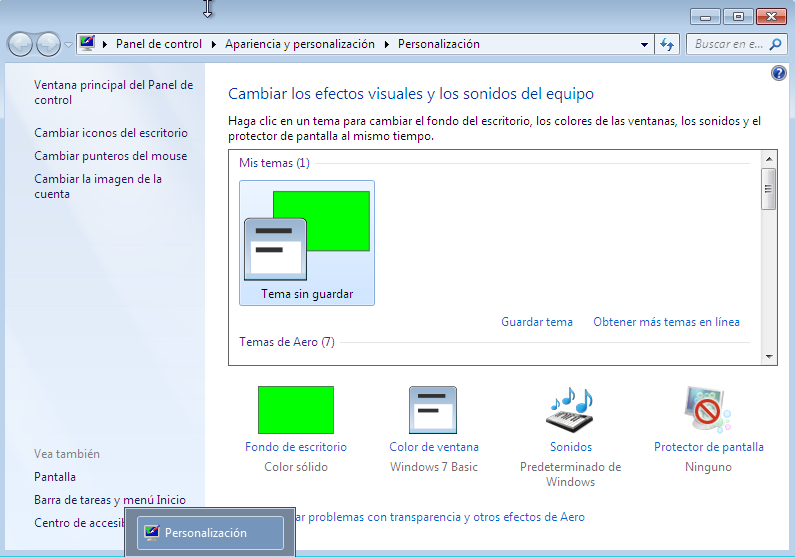 Panel de control Apariencia y personalización Personalización
Buscar en e...
Ventana principal del Panel de
control
Cambiar iconos del escritorio
Cambiar punteros del mouse
Cambiar la imagen de la
cuenta
Cambiar los efectos visuales y los sonidos del equipo
Haga clic en un tema para cambiar el fondo del escritorio, los colores de las ventanas, los sonidos y el
protector de pantalla al mismo tiempo.
Mis temas (1)
Tema sin guardar
Guardar tema Obtener más temas en línea
Temas de Aero (7)
Fondo de escritorio
Color sólido
Color de ventana
Windows 7 Basic
Sonidos
Predeterminado de
Windows
Protector de pantalla
Ninguno
Vea también
Pantalla
Barra de tareas y menú Inicio
Centro de
problemas con transparencia y otros efectos de Aero
Personalización